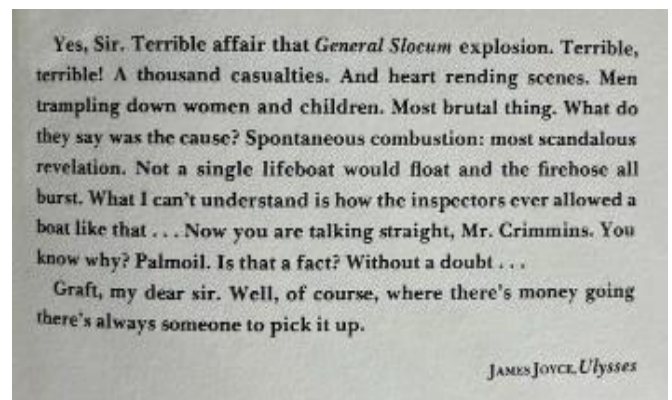 Yes, Sir. Terrible affair that General Slocum explosion. Terrible,
terrible! A thousand casualties. And heart rending scenes. Men
trampling down women and children. Most brutal thing. What do
they say was the cause? Spontaneous combustion: most scandalous
revelation. Not a single lifeboat would float and the firehose all
burst. What I can't understand is how the inspectors ever allowed a
boat like that . . . Now you are talking straight, Mr. Crimmins. You
know why? Palmoil. Is that a fact? Without a doubt . . .
Graft, my dear sir. Well, of course, where there's money going
there's always someone to pick it up.
JAMES JOYCE, Ulysses